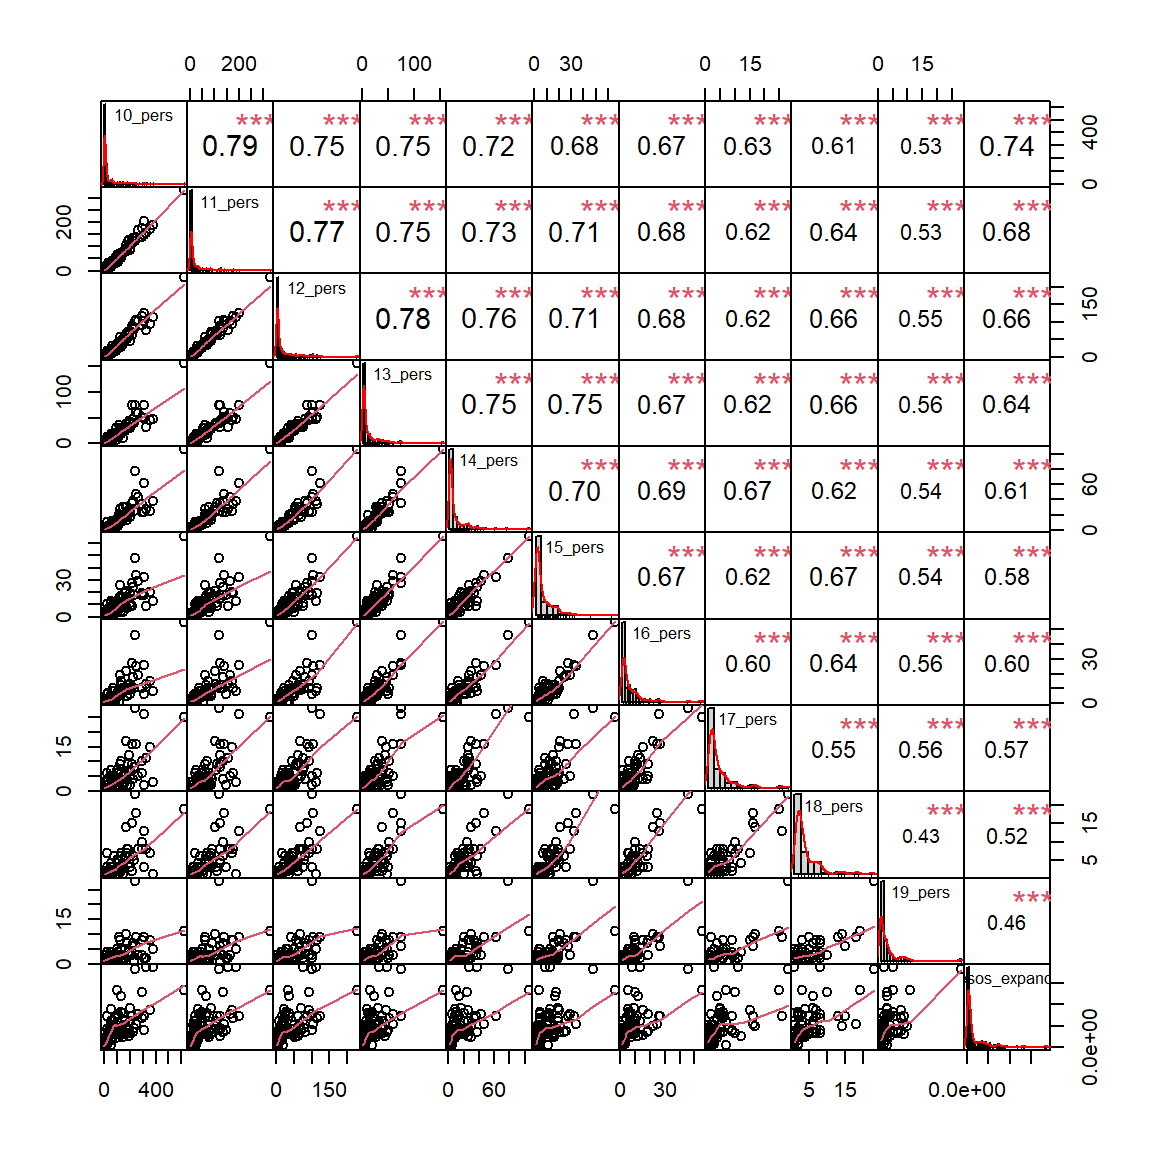 0 200 0 100 0 30 0 15 0 15
10_pers *** 0.79 *** 0.75 *** 0.75 *** 0.72 *** 0.68 *** 0.67 *** 0.63 *** 0.61 *** 0.53 *** 0.74 0 400
0 200 11_pers *** 0.77 *** 0.75 *** 0.73 *** 0.71 *** 0.68 *** 0.62 *** 0.64 *** 0.53 *** 0.68
12_pers *** 0.78 *** 0.76 *** 0.71 *** 0.68 *** 0.62 *** 0.66 *** 0.55 *** 0.66 0 150
0 100 13_pers *** 0.75 *** 0.75 *** 0.67 *** 0.62 *** 0.66 *** 0.56 *** 0.64
14_pers *** 0.70 *** 0.69 *** 0.67 *** 0.62 *** 0.54 *** 0.61 0 60
0 30 15_pers *** 0.67 *** 0.62 *** 0.67 *** 0.54 *** 0.58
16_pers *** 0.60 *** 0.64 *** 0.56 *** 0.60 0 30
0 15 17_pers *** 0.55 *** 0.56 *** 0.57
18_pers *** 0.43 *** 0.52 5 15
0 15 19_pers *** 0.46
sos_expand 0.0e+00
0 400 0 150 0 60 0 30 5 15 0.0e+00